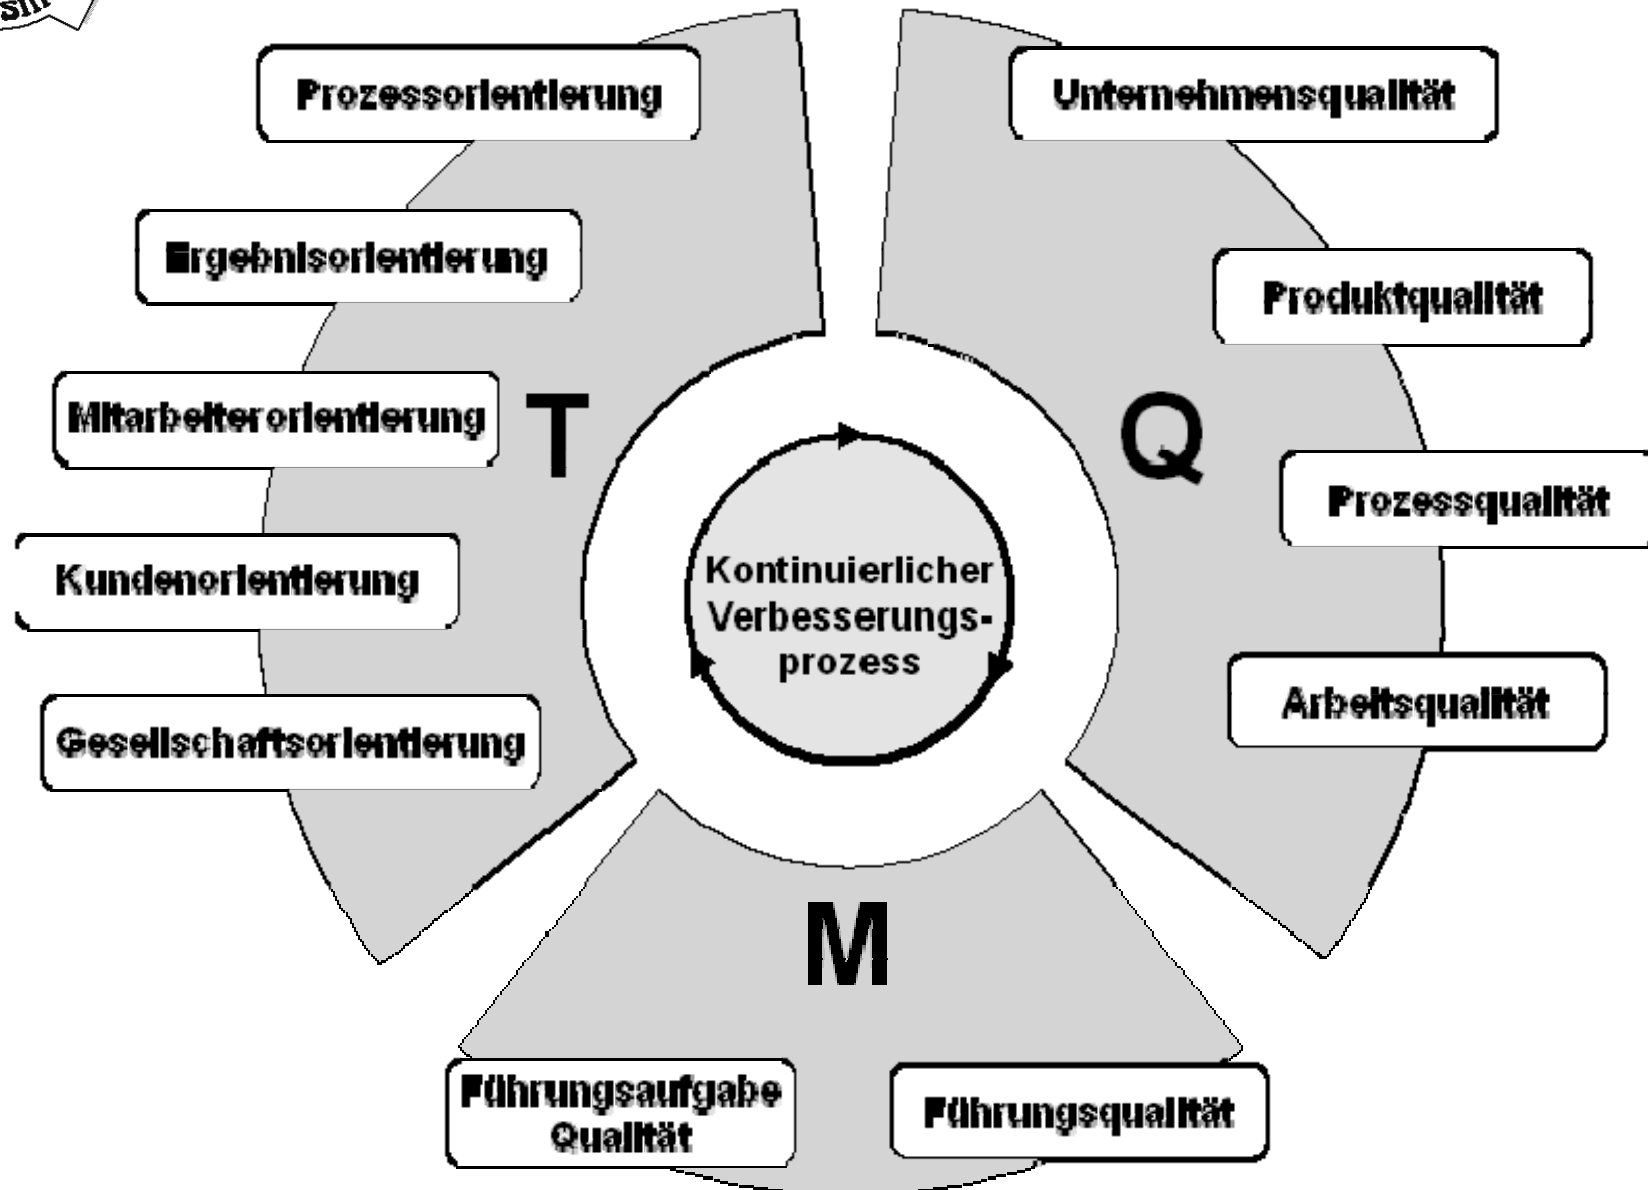 Prozessorientierung
Ergebnisorientierung
Mitarbeiterorientierung
Kundenorientierung
Gesellschaftsorientierung
T
Unternehmensqualität
Produktqualität
Prozessqualität
Arbeitsqualität
Q
Kontinuierlicher
Verbesserungs-
prozess
M
Führungsaufgabe
Qualität
Führungsqualität